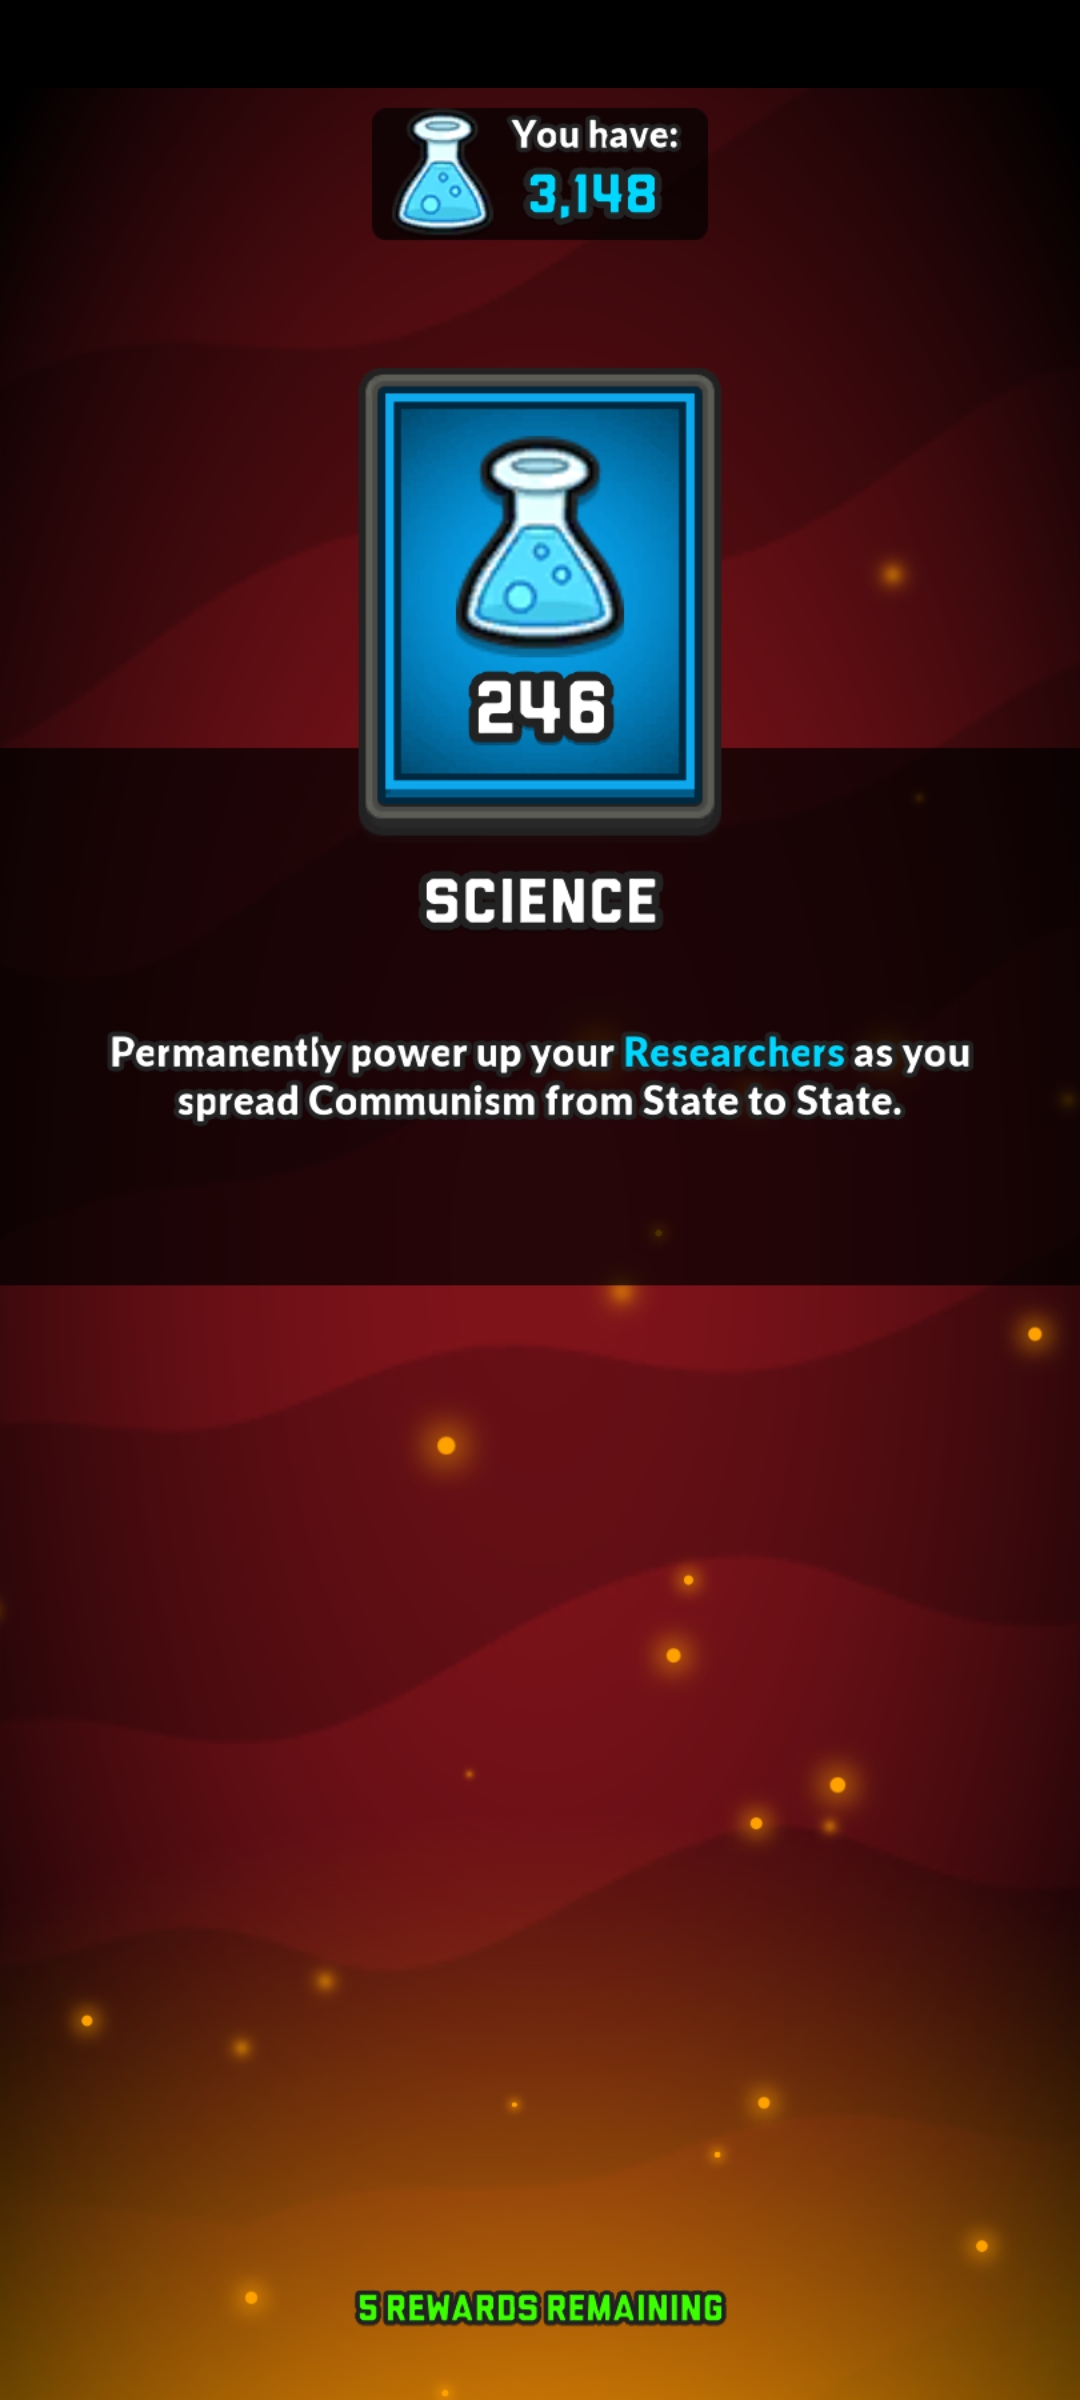 You have:
3,148
246
SCIENCE
Permanently power up your Researchers as you
spread Communism from State to State.
5 REWARDS REMAINING